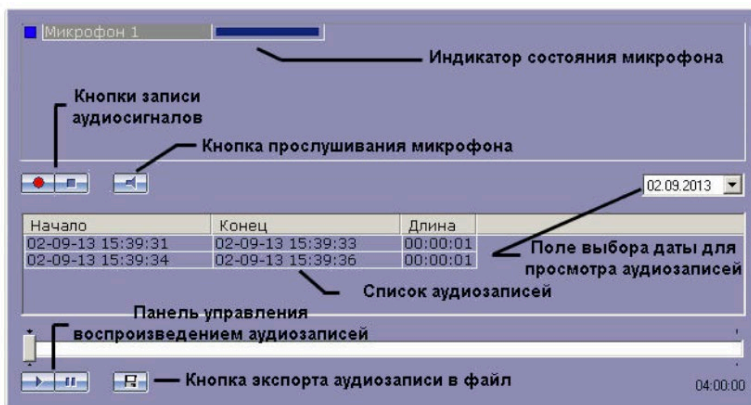 Микрофон 1
Индикатор состояния микрофона
Кнопки записи
аудиосигналов
Кнопка прослушивания микрофона
02.09.2013
Начало Конец Длина
02-09-13 15:39:31 02-09-13 15:39:33 00:00:01
02-09-13 15:39:34 02-09-13 15:39:36 00:00:01
Поле выбора даты для
просмотра аудиозаписей
Список аудиозаписей
Панель управления
воспроизведением аудиозаписей
Кнопка экспорта аудиозаписи в файл
04:00:00